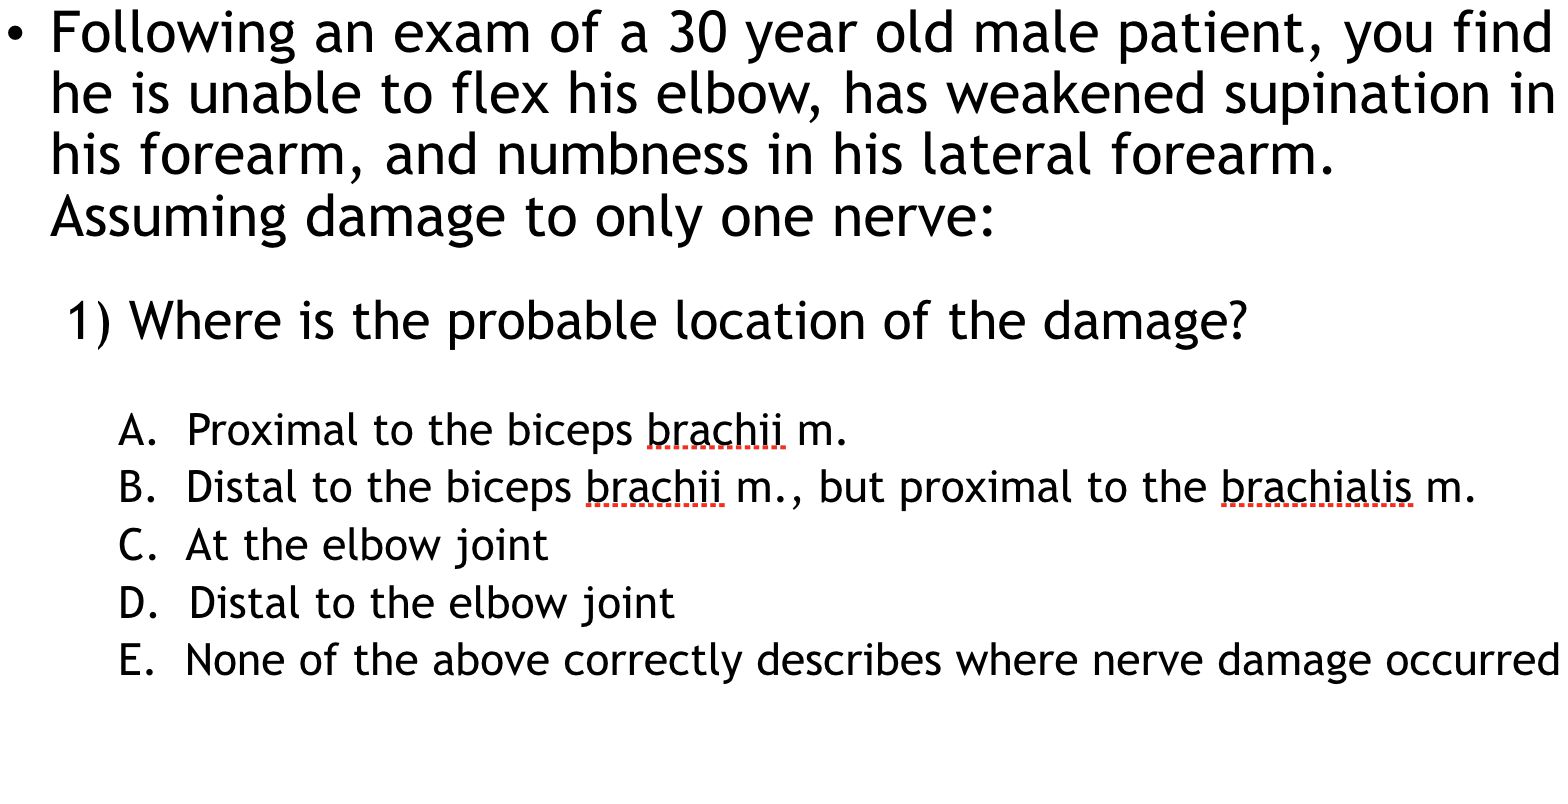 • Following an exam of a 30 year old male patient, you find
he is unable to flex his elbow, has weakened supination in
his forearm, and numbness in his lateral forearm.
Assuming damage to only one nerve:
1) Where is the probable location of the damage?
A. Proximal to the biceps brachii m.
B. Distal to the biceps brachii m., but proximal to the brachialis m.
C. At the elbow joint
D. Distal to the elbow joint
E. None of the above correctly describes where nerve damage occurred